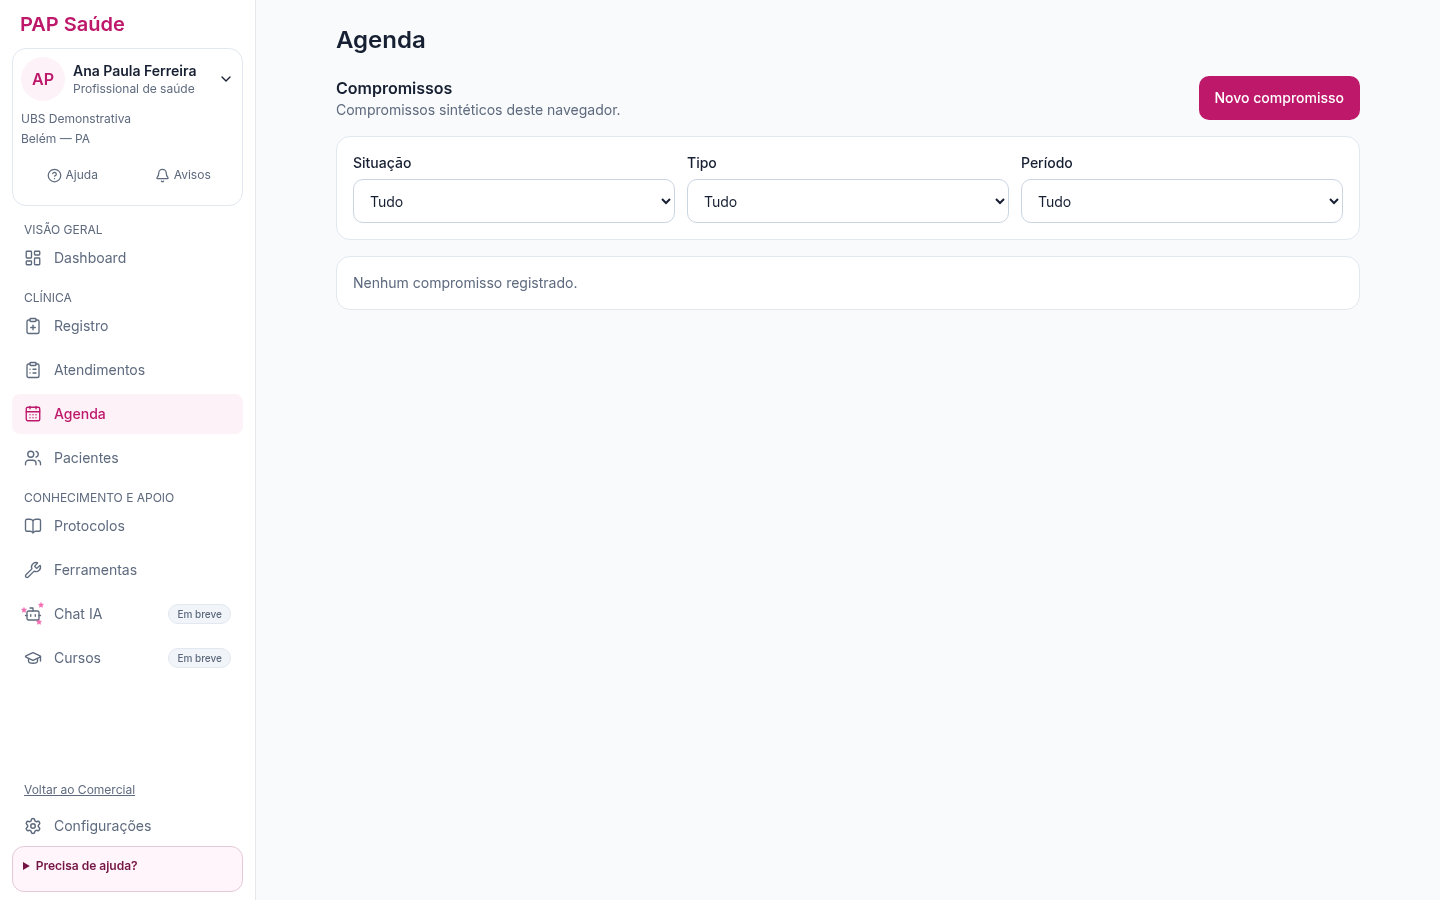 PAP Saúde
AP
Ana Paula Ferreira
Profissional de saúde
UBS Demonstrativa
Belém — PA
Ajuda
Avisos
VISÃO GERAL
Dashboard
CLÍNICA
Registro
Atendimentos
Agenda
Pacientes
CONHECIMENTO E APOIO
Protocolos
Ferramentas
Chat IA
Em breve
Cursos
Em breve
Voltar ao Comercial
Configurações
Precisa de ajuda?
Agenda
Compromissos
Compromissos sintéticos deste navegador.
Novo compromisso
Situação
Tudo
Tipo
Tudo
Período
Tudo
Nenhum compromisso registrado.